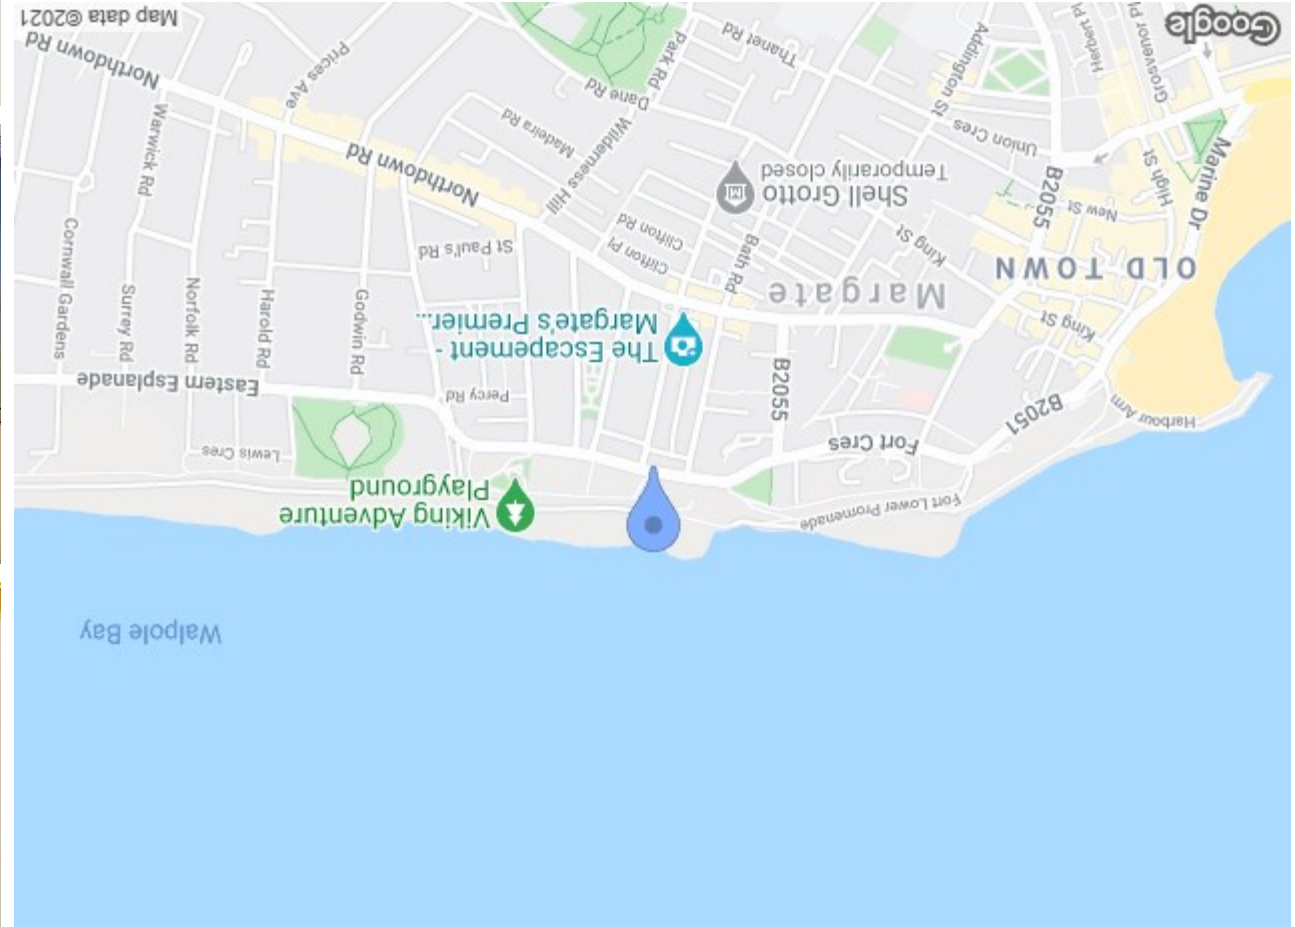 Walpole Bay
Viking Adventure
Playground
Fort Lower Promenade
Harbour Arm
Lewis Cres
Fort Cres
B2051
Percy Rd
Eastern Esplanade
B2055
The Escapement -
Margate's Premier...
King St
Godwin Rd
Harold Rd
Norfolk Rd
Surrey Rd
Cornwall Gardens
Margate
OLD TOWN
Clifton Pl
St Paul's Rd
Bath Rd
King St
Clifton Rd
New St
Shell Grotto
Temporarily closed
B2055
High St
Marine Dr
Northdown Rd
Wilderness Hill
Madeira Rd
Union Cres
Warwick Rd
Dane Rd
Addington St
Grosvenor Pl
Prices Ave
Park Rd
Thanet Rd
Herbert Pl
Northdown Rd
Google
Map data ©2021